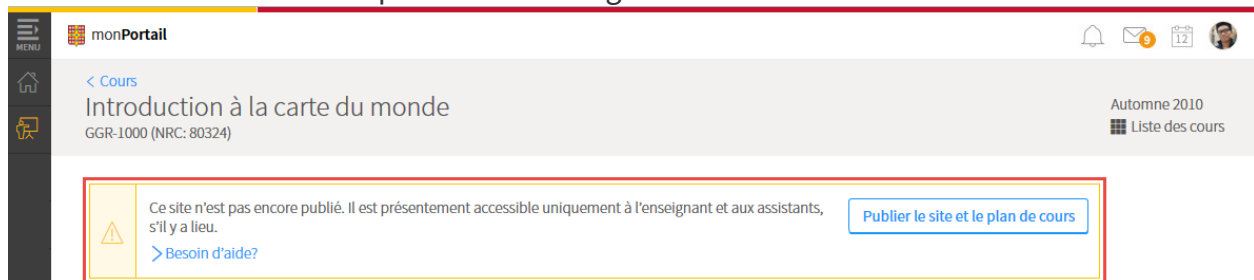 MENU
monPortail
9
12
< Cours
Introduction à la carte du monde
GGR-1000 (NRC: 80324)
Automne 2010
Liste des cours
Ce site n'est pas encore publié. Il est présentement accessible uniquement à l'enseignant et aux assistants,
s'il y a lieu.
> Besoin d'aide?
Publier le site et le plan de cours